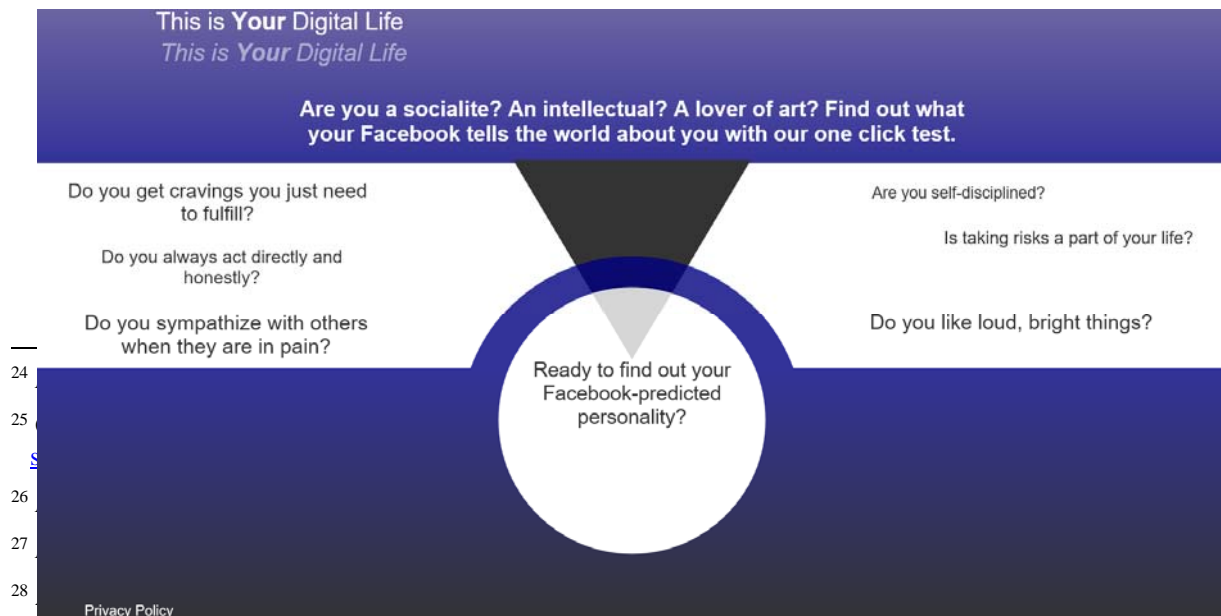 This is Your Digital Life
This is Your Digital Life
Are you a socialite? An intellectual? A lover of art? Find out what
your Facebook tells the world about you with our one click test.
Do you get cravings you just need
to fulfill?
Do you always act directly and
honestly?
Do you sympathize with others
when they are in pain?
Are you self-disciplined?
Is taking risks a part of your life?
Do you like loud, bright things?
Ready to find out your
Facebook-predicted
personality?
24
25
26
27
28
Privacy Policy